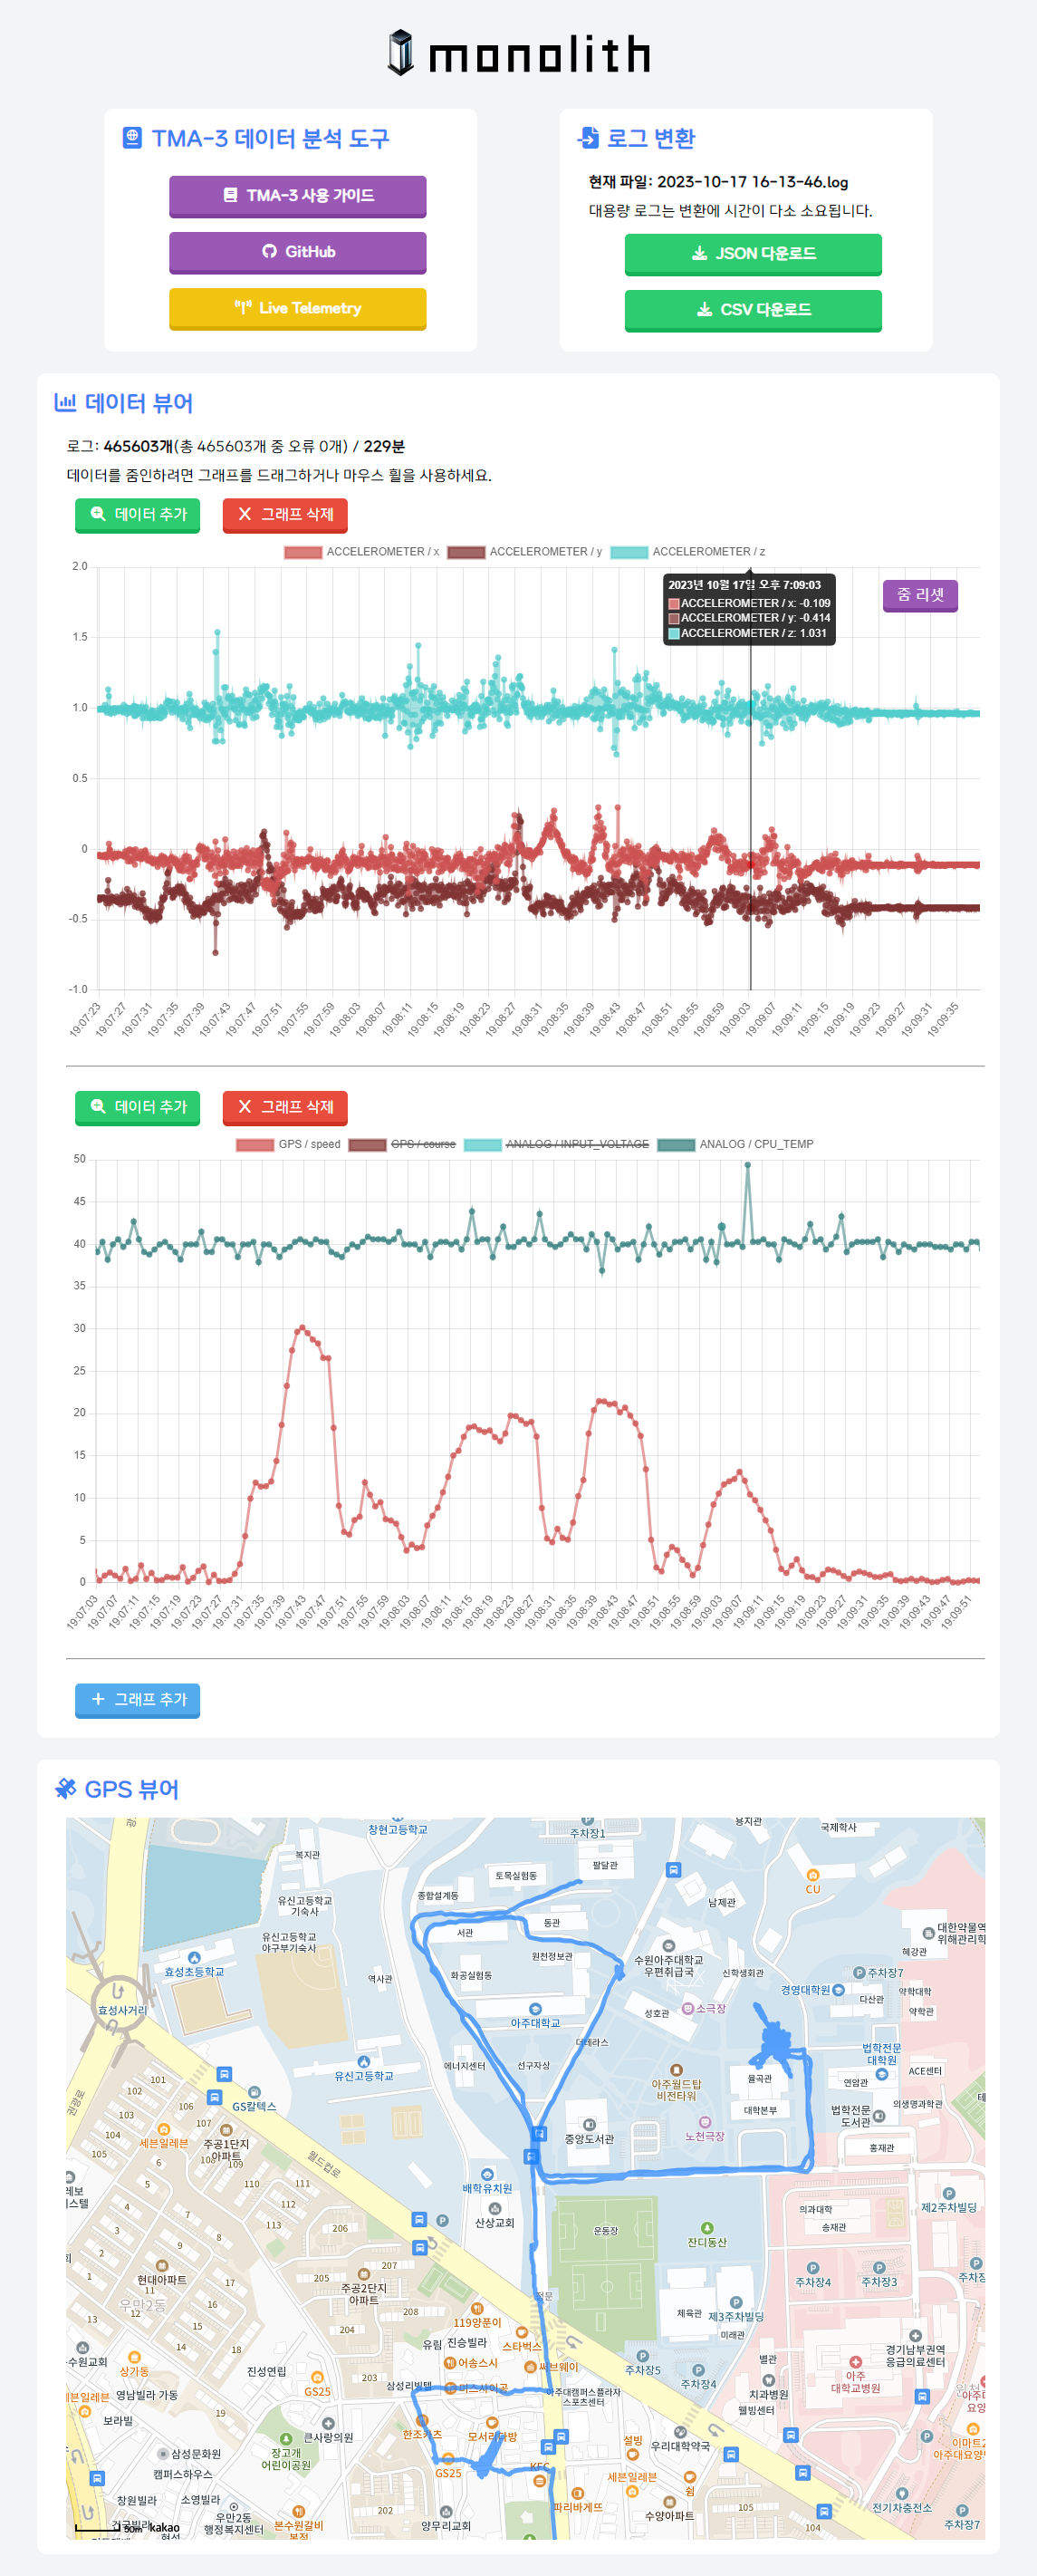 monolith
TMA-3 데이터 분석 도구
TMA-3 사용 가이드
GitHub
Live Telemetry
로그 변환
현재 파일: 2023-10-17 16-13-46.log
대용량 로그는 변환에 시간이 다소 소요됩니다.
JSON 다운로드
CSV 다운로드
데이터 뷰어
로그: 465603개(총 465603개 중 오류 0개) / 229분
데이터를 줌인하려면 그래프를 드래그하거나 마우스 휠을 사용하세요.
데이터 추가
그래프 삭제
ACCELEROMETER / x ACCELEROMETER / y ACCELEROMETER / z
2023년 10월 17일 오후 7:09:03
ACCELEROMETER / x: -0.109
ACCELEROMETER / y: -0.414
ACCELEROMETER / z: 1.031
줌 리셋
2.0
1.5
1.0
0.5
0
-0.5
-1.0
19:07:23 19:07:27 19:07:31 19:07:35 19:07:39 19:07:43 19:07:47 19:07:51 19:07:55 19:07:59 19:08:03 19:08:07 19:08:11 19:08:15 19:08:19 19:08:23 19:08:27 19:08:31 19:08:35 19:08:39 19:08:43 19:08:47 19:08:51 19:08:55 19:08:59 19:09:03 19:09:07 19:09:11 19:09:15 19:09:19 19:09:23 19:09:27 19:09:31 19:09:35
데이터 추가
그래프 삭제
GPS / speed GPS / course ANALOG / INPUT_VOLTAGE ANALOG / CPU_TEMP
50
45
40
35
30
25
20
15
10
5
0
19:07:03 19:07:07 19:07:11 19:07:15 19:07:19 19:07:23 19:07:27 19:07:31 19:07:35 19:07:39 19:07:43 19:07:47 19:07:51 19:07:55 19:07:59 19:08:03 19:08:07 19:08:11 19:08:15 19:08:19 19:08:23 19:08:27 19:08:31 19:08:35 19:08:39 19:08:43 19:08:47 19:08:51 19:08:55 19:08:59 19:09:03 19:09:07 19:09:11 19:09:15 19:09:19 19:09:23 19:09:27 19:09:31 19:09:35 19:09:39 19:09:43 19:09:47 19:09:51
그래프 추가
GPS 뷰어
창현고등학교
주차장1
용지관
국제학사
복지관
토목실험동
팔달관
CU
종합설계동
남제관
유신고등학교
기숙사
서관
동관
유신고등학교
야구부기숙사
원천정보관
수원아주대학교
우편취급국
혜강관
효성초등학교
역사관
화공실험동
신학생회관
경영대학원
주차장7
약학대학
다산관
약학관
효성사거리
아주대학교
성호관
소극장
더테라스
에너지센터
선구자상
유신고등학교
아주월드탑
비전타워
율곡관
법학전문
대학원
연암관
ACE센터
의생명과학관
101
102
103
104
105
106
107
108
109
GS칼텍스
세븐일레븐
주공1단지
아파트
대학본부
노천극장
법학전문
도서관
중앙도서관
홍재관
월드컵로
권광로
배학유치원
산상교회
운동장
잔디동산
의과대학
송재관
제2주차빌딩
110
111
112
113
206
207
205
208
204
현대아파트
우만2동
주공2단지
아파트
정문
주차장4
주차장3
체육관
제3주차빌딩
미래관
119양푼이
유림
진승빌라
스타벅스
어송스시
써브웨이
미스사이공
주차장5
주차장4
별관
치과병원
웰빙센터
아주
대학교병원
경기남부권역
응급의료센터
상가동
영남빌라 가동
보라빌
진성연립
GS25
203
삼성리빌텔
아주대캠퍼스플라자
스포츠센터
한조카츠
모서리다방
큰사랑의원
장고개
어린이공원
삼성문화원
캠퍼스하우스
창원빌라
소영빌라
GS25
KFC
설빙
우리대학약국
세븐일레븐
쉼
파리바게뜨
수양아파트
105
104
우만2동
행정복지센터
본수원갈비
본점
202
양무리교회
전기차충전소
주차장7
50m
kakao